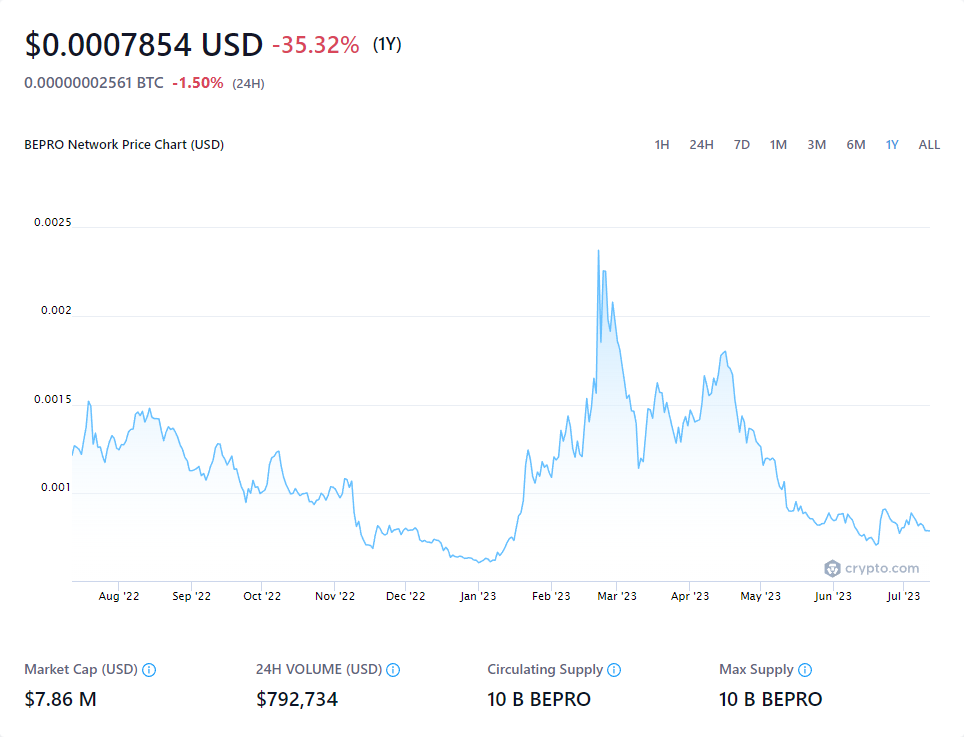 $0.0007854 USD -35.32% (1Y)
0.00000002561 BTC -1.50% (24H)
BEPRO Network Price Chart (USD) 1H 24H 7D 1M 3M 6M 1Y ALL
0.0025
0.002
0.0015
0.001
crypto.com
Aug '22 Sep '22 Oct '22 Nov '22 Dec '22 Jan '23 Feb '23 Mar '23 Apr '23 May '23 Jun '23 Jul '23
Market Cap (USD) 24H VOLUME (USD) Circulating Supply Max Supply
$7.86 M $792,734 10 B BEPRO 10 B BEPRO